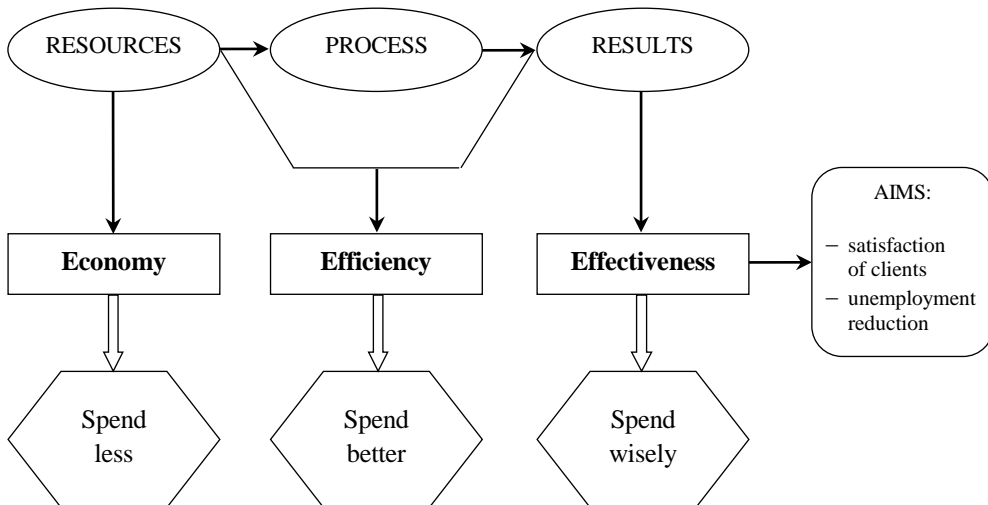 RESOURCES
PROCESS
RESULTS
AIMS:
– satisfaction
of clients
– unemployment
reduction
Economy
Efficiency
Effectiveness
Spend
less
Spend
better
Spend
wisely